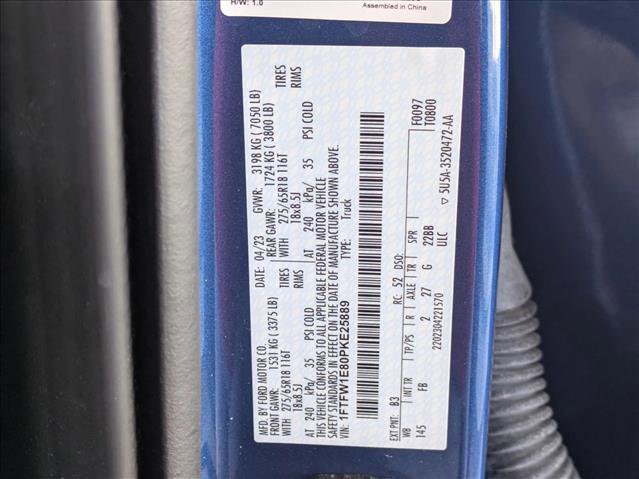 H/W: 1.0
Assembled in China
MFD. BY FORD MOTOR CO.
DATE: 04/23 GVWR: 3198 KG ( 7050 LB)
FRONT GAWR: 1531 KG ( 3375 LB) REAR GAWR: 1724 KG ( 3800 LB)
WITH 275/65R18 116T TIRES WITH 275/65R18 116T TIRES
18x8.5J RIMS 18x8.5J RIMS
AT 240 kPa/ 35 PSI COLD AT 240 kPa/ 35 PSI COLD
THIS VEHICLE CONFORMS TO ALL APPLICABLE FEDERAL MOTOR VEHICLE
SAFETY STANDARDS IN EFFECT ON THE DATE OF MANUFACTURE SHOWN ABOVE.
VIN: 1FTFW1E80PKE25889 TYPE: Truck
EXT PNT: B3 RC: 52 DSO: F0097
WB INT TR TP/PS R AXLE TR SPR T0800
145 FB 2 27 G 22BB
2202304221570 ULC
▽ 5U5A-3520472-AA